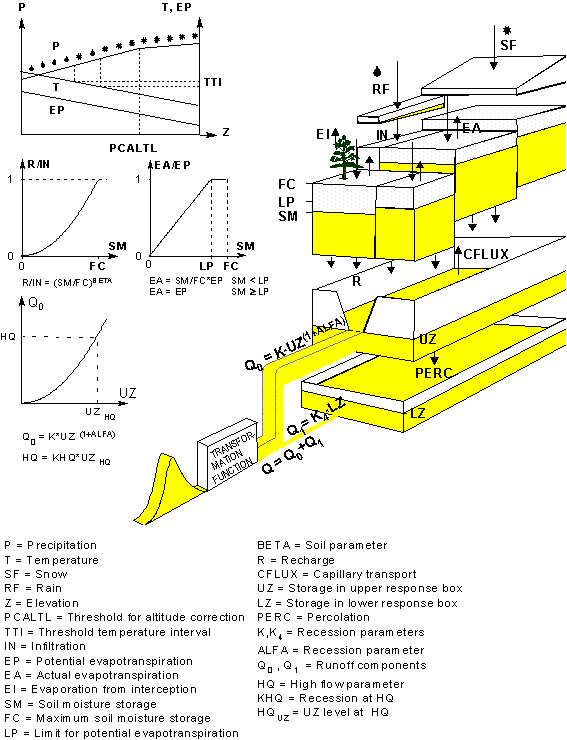 P
T, EP
P
T
EP
TTI
Z
PCALTL
R/IN
1
0
FC
SM
R/IN = (SM/FC)BETA
EA/EP
1
0
LP FC
SM
EA = SM/FC*EP SM < LP
EA = EP SM ≥ LP
Q0
HQ
UZ HQ
UZ
Q0 = K*UZ (1+ALFA)
HQ = KHQ*UZ HQ
SF
RF
EI
IN
EA
FC
LP
SM
R
CFLUX
UZ
PERC
LZ
Q0 = K·UZ(1+ALFA)
Q1 = K4·LZ
Q = Q0+Q1
TRANSFOR-
MATION
FUNCTION
P = Precipitation
T = Temperature
SF = Snow
RF = Rain
Z = Elevation
PCALTL = Threshold for altitude correction
TTI = Threshold temperature interval
IN = Infiltration
EP = Potential evapotranspiration
EA = Actual evapotranspiration
EI = Evaporation from interception
SM = Soil moisture storage
FC = Maximum soil moisture storage
LP = Limit for potential evapotranspiration
BETA = Soil parameter
R = Recharge
CFLUX = Capillary transport
UZ = Storage in upper response box
LZ = Storage in lower response box
PERC = Percolation
K,K4 = Recession parameters
ALFA = Recession parameter
Q0 , Q1 = Runoff components
HQ = High flow parameter
KHQ = Recession at HQ
HQUZ = UZ level at HQ